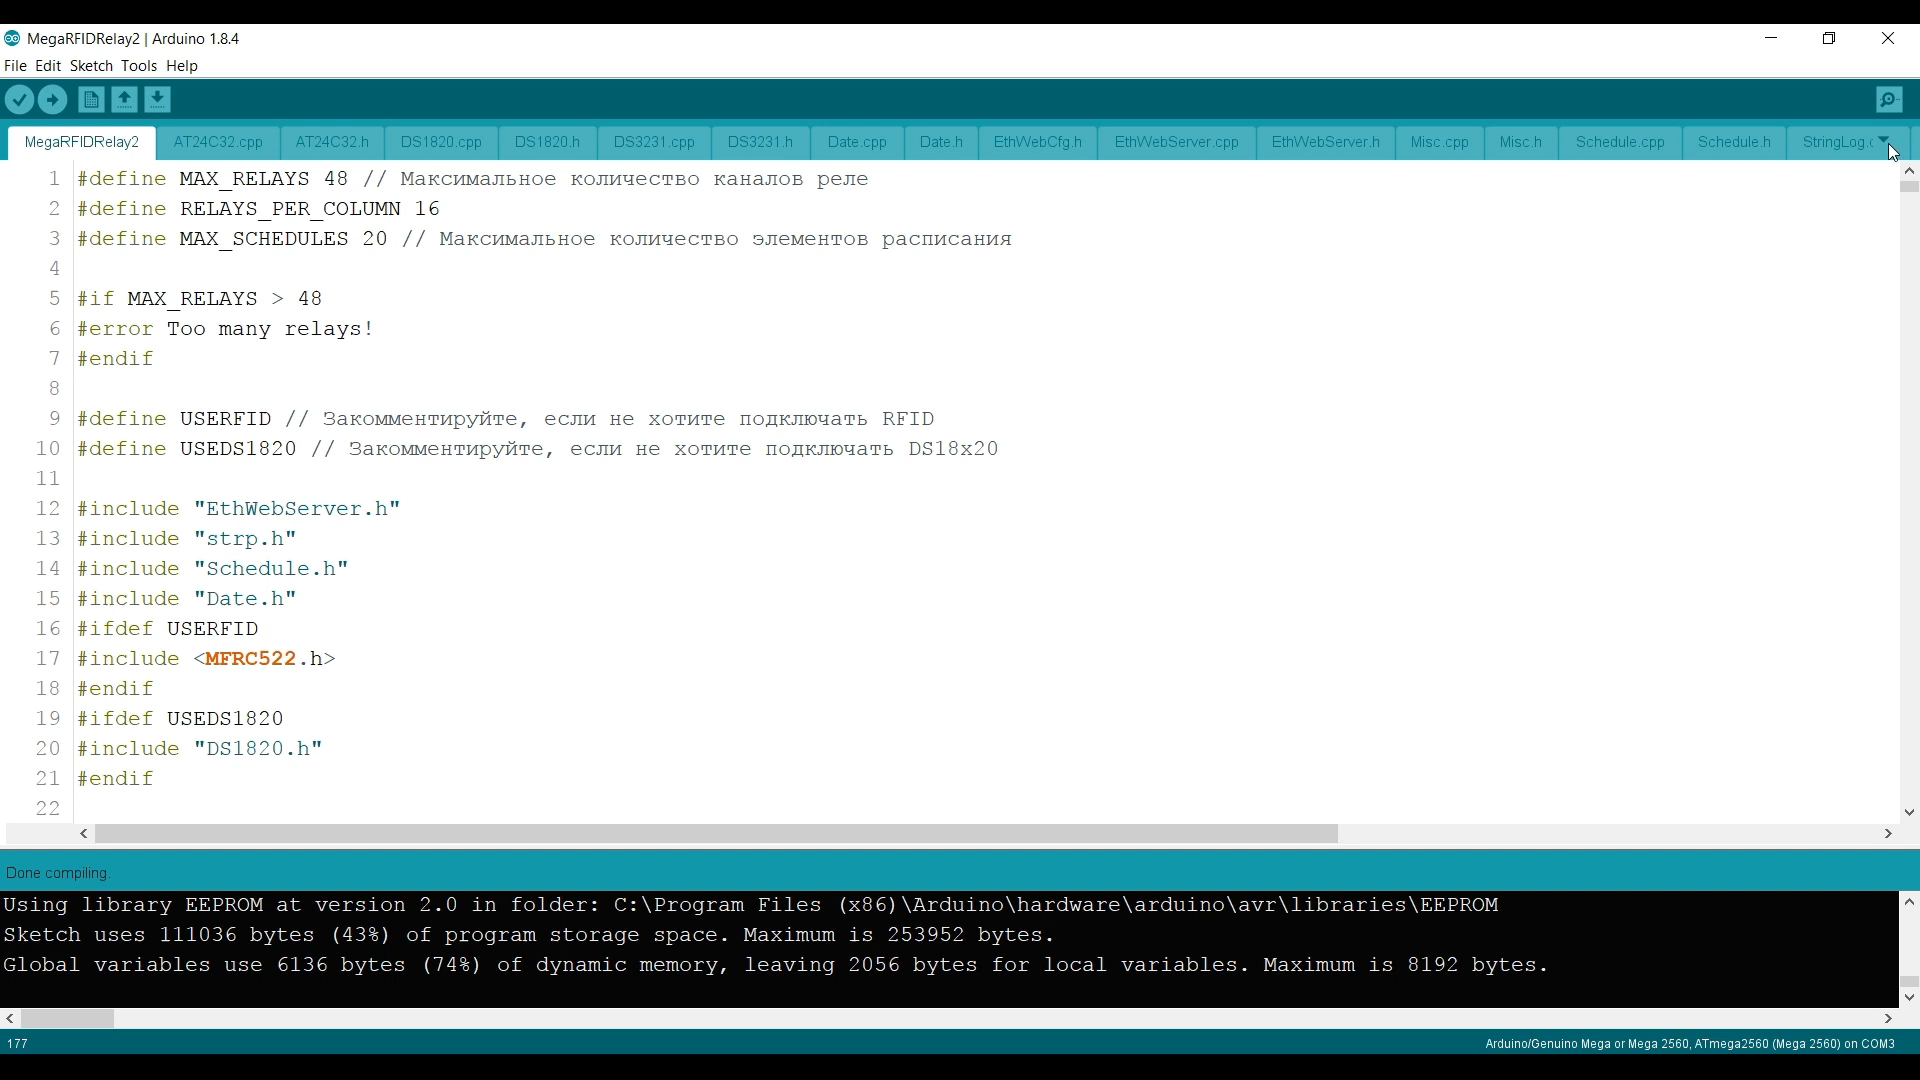 MegaRFIDRelay2 | Arduino 1.8.4
File Edit Sketch Tools Help
MegaRFIDRelay2 AT24C32.cpp AT24C32.h DS1820.cpp DS1820.h DS3231.cpp DS3231.h Date.cpp Date.h EthWebCfg.h EthWebServer.cpp EthWebServer.h Misc.cpp Misc.h Schedule.cpp Schedule.h StringLog.c
1 #define MAX_RELAYS 48 // Максимальное количество каналов реле
2 #define RELAYS_PER_COLUMN 16
3 #define MAX_SCHEDULES 20 // Максимальное количество элементов расписания
4
5 #if MAX_RELAYS > 48
6 #error Too many relays!
7 #endif
8
9 #define USERFID // Закомментируйте, если не хотите подключать RFID
10 #define USEDS1820 // Закомментируйте, если не хотите подключать DS18x20
11
12 #include "EthWebServer.h"
13 #include "strp.h"
14 #include "Schedule.h"
15 #include "Date.h"
16 #ifdef USERFID
17 #include <MFRC522.h>
18 #endif
19 #ifdef USEDS1820
20 #include "DS1820.h"
21 #endif
22
Done compiling.
Using library EEPROM at version 2.0 in folder: C:\Program Files (x86)\Arduino\hardware\arduino\avr\libraries\EEPROM
Sketch uses 111036 bytes (43%) of program storage space. Maximum is 253952 bytes.
Global variables use 6136 bytes (74%) of dynamic memory, leaving 2056 bytes for local variables. Maximum is 8192 bytes.
177 Arduino/Genuino Mega or Mega 2560, ATmega2560 (Mega 2560) on COM3